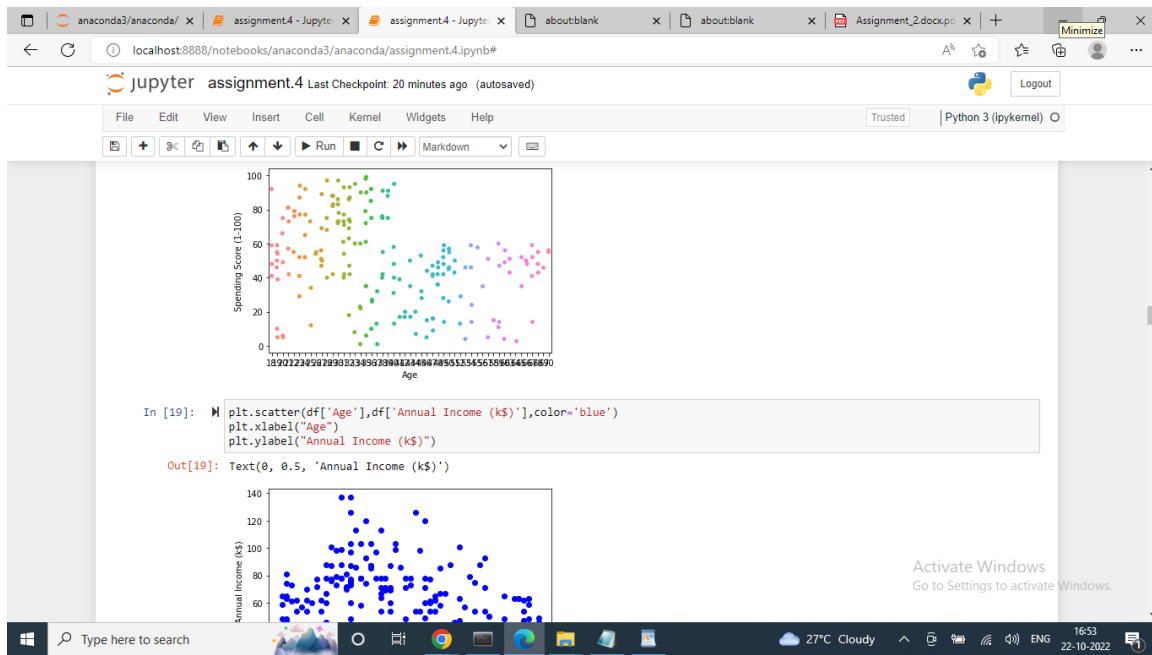 anaconda3/anaconda/
assignment.4 - Jupyte
assignment.4 - Jupyte
about:blank
about:blank
Assignment_2.docx.pd
Minimize
localhost:8888/notebooks/anaconda3/anaconda/assignment.4.ipynb#
jupyter assignment.4 Last Checkpoint: 20 minutes ago (autosaved)
Logout
File Edit View Insert Cell Kernel Widgets Help
Trusted
Python 3 (ipykernel)
Run
Markdown
100
80
60
40
20
0
Spending Score (1-100)
Age
In [19]:
plt.scatter(df['Age'],df['Annual Income (k$)'],color='blue')
plt.xlabel("Age")
plt.ylabel("Annual Income (k$)")
Out[19]: Text(0, 0.5, 'Annual Income (k$)')
140
120
100
80
60
Annual Income (k$)
Activate Windows
Go to Settings to activate Windows.
Type here to search
27°C Cloudy
ENG
16:53
22-10-2022
1